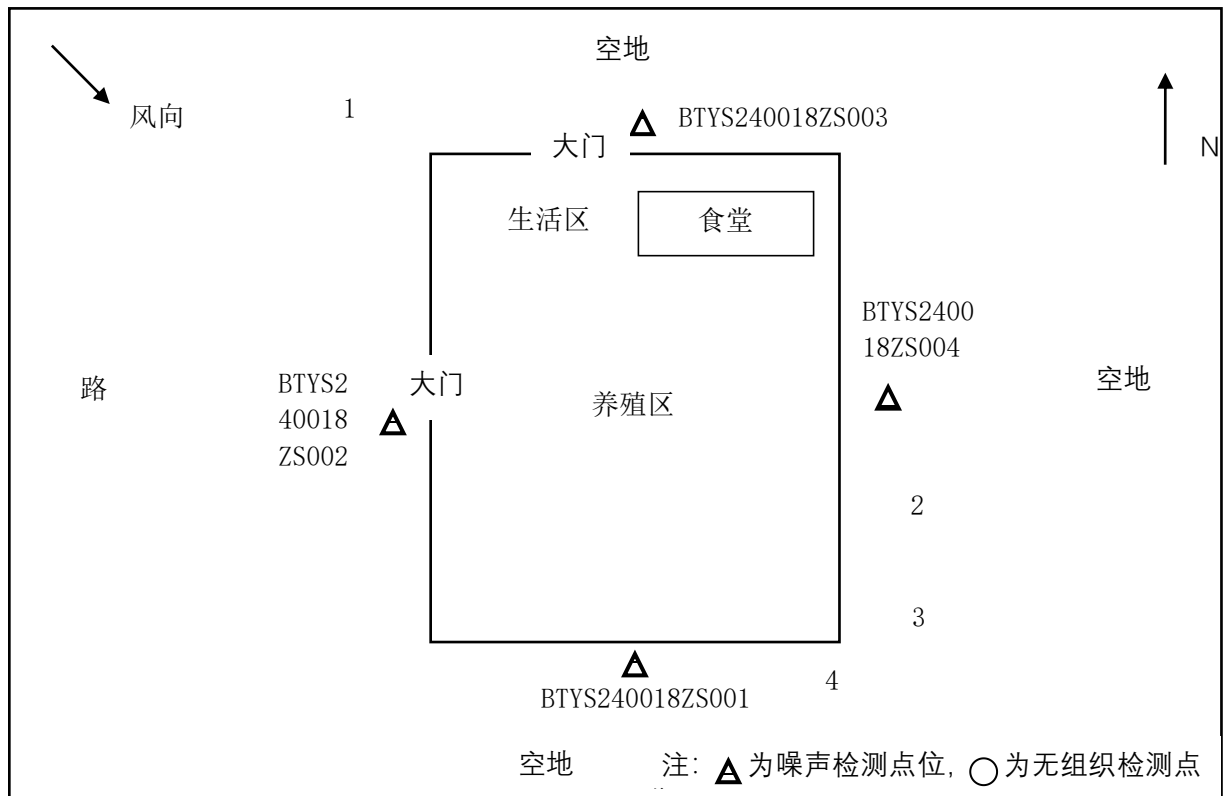 空地
风向
1
BTYS240018ZS003
N
大门
生活区
食堂
BTYS2400
18ZS004
路
BTYS2
40018
ZS002
大门
养殖区
空地
2
3
4
BTYS240018ZS001
空地
注: 为噪声检测点位, 为无组织检测点